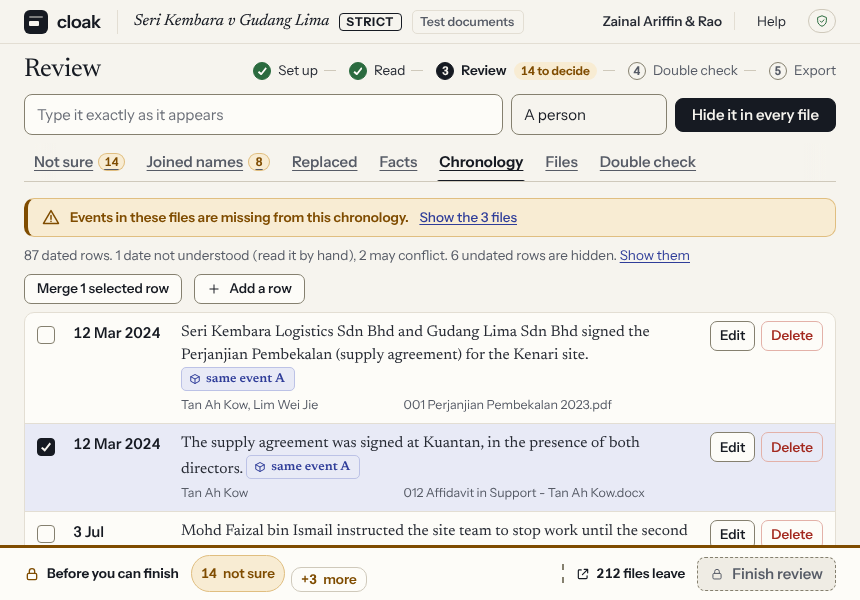 cloak
Seri Kembara v Gudang Lima
STRICT
Test documents
Zainal Ariffin & Rao
Help
Review
Set up
Read
3 Review 14 to decide
4 Double check
5 Export
Type it exactly as it appears
A person
Hide it in every file
Not sure 14
Joined names 8
Replaced
Facts
Chronology
Files
Double check
Events in these files are missing from this chronology. Show the 3 files
87 dated rows. 1 date not understood (read it by hand), 2 may conflict. 6 undated rows are hidden. Show them
Merge 1 selected row
+ Add a row
12 Mar 2024
Seri Kembara Logistics Sdn Bhd and Gudang Lima Sdn Bhd signed the
Perjanjian Pembekalan (supply agreement) for the Kenari site.
same event A
Tan Ah Kow, Lim Wei Jie
001 Perjanjian Pembekalan 2023.pdf
Edit
Delete
12 Mar 2024
The supply agreement was signed at Kuantan, in the presence of both
directors. same event A
Tan Ah Kow
012 Affidavit in Support - Tan Ah Kow.docx
Edit
Delete
3 Jul
Mohd Faizal bin Ismail instructed the site team to stop work until the second
Edit
Delete
Before you can finish
14 not sure
+3 more
212 files leave
Finish review